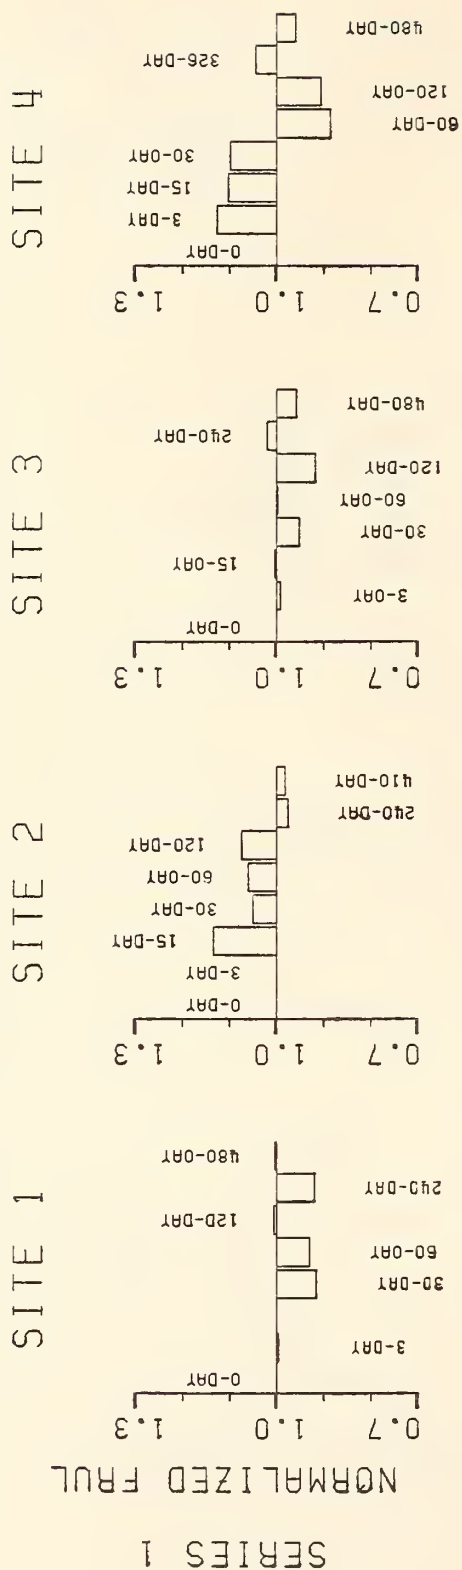 SERIES 1
NORMALIZED FRUL
SITE 1
1.3
1.0
0.7
0-DAY
3-DAY
30-DAY
60-DAY
120-DAY
240-DAY
480-DAY
SITE 2
1.3
1.0
0.7
0-DAY
3-DAY
15-DAY
30-DAY
60-DAY
120-DAY
240-DAY
410-DAY
SITE 3
1.3
1.0
0.7
0-DAY
3-DAY
15-DAY
30-DAY
60-DAY
120-DAY
240-DAY
480-DAY
SITE 4
1.3
1.0
0.7
0-DAY
3-DAY
15-DAY
30-DAY
60-DAY
120-DAY
326-DAY
480-DAY